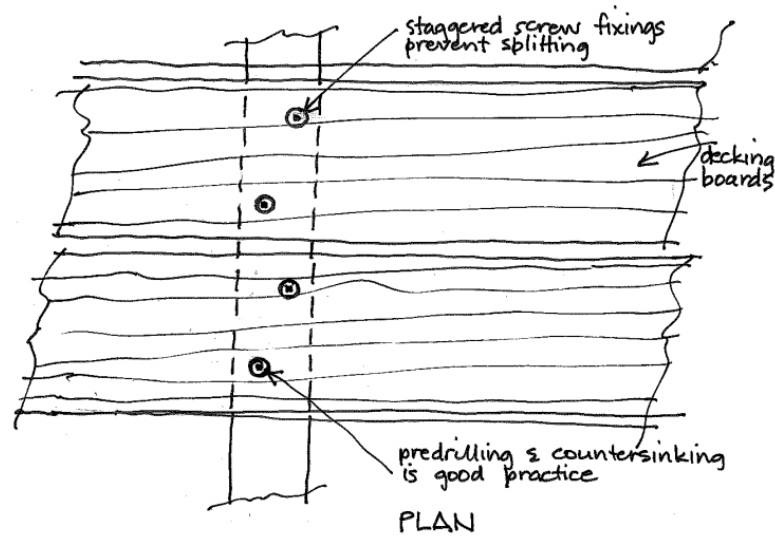 staggered screw fixings
prevent splitting
decking
boards
predrilling & countersinking
is good practice
PLAN